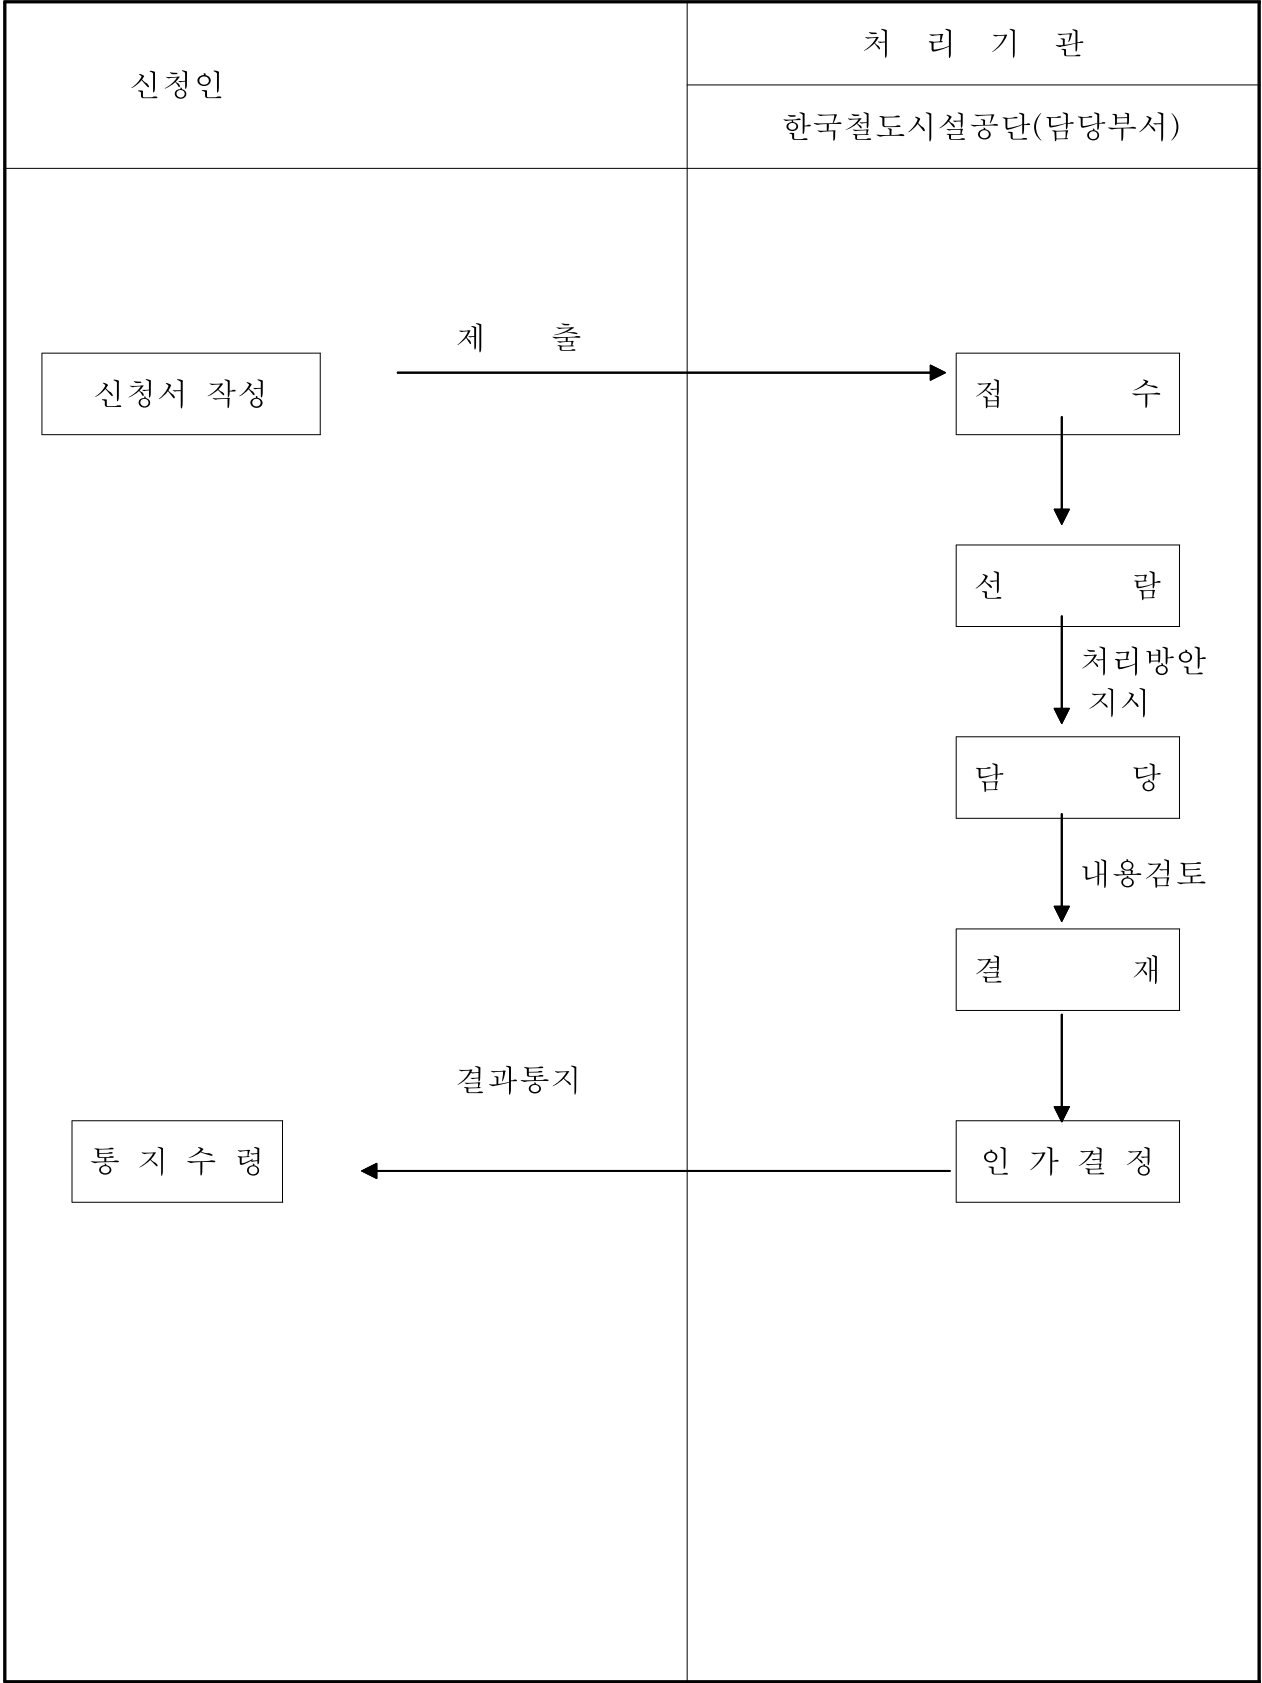 신청인
처 리 기 관
한국철도시설공단(담당부서)
제 출
신청서 작성
접 수
선 람
처리방안
지시
담 당
내용검토
결 재
결과통지
통 지 수 령
인 가 결 정